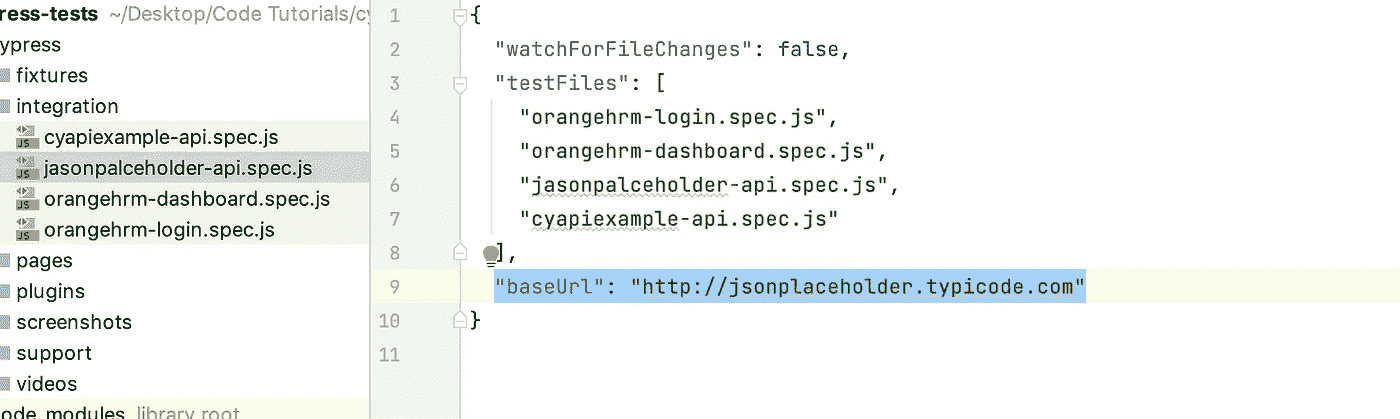 ress-tests ~/Desktop/Code Tutorials/cy
ypress
fixtures
integration
JS cyapiexample-api.spec.js
JS jasonpalceholder-api.spec.js
JS orangehrm-dashboard.spec.js
JS orangehrm-login.spec.js
pages
plugins
screenshots
support
videos
ode_modules library root
1 {
2 "watchForFileChanges": false,
3 "testFiles": [
4 "orangehrm-login.spec.js",
5 "orangehrm-dashboard.spec.js",
6 "jasonpalceholder-api.spec.js",
7 "cyapiexample-api.spec.js"
8 ],
9 "baseUrl": "http://jsonplaceholder.typicode.com"
10 }
11